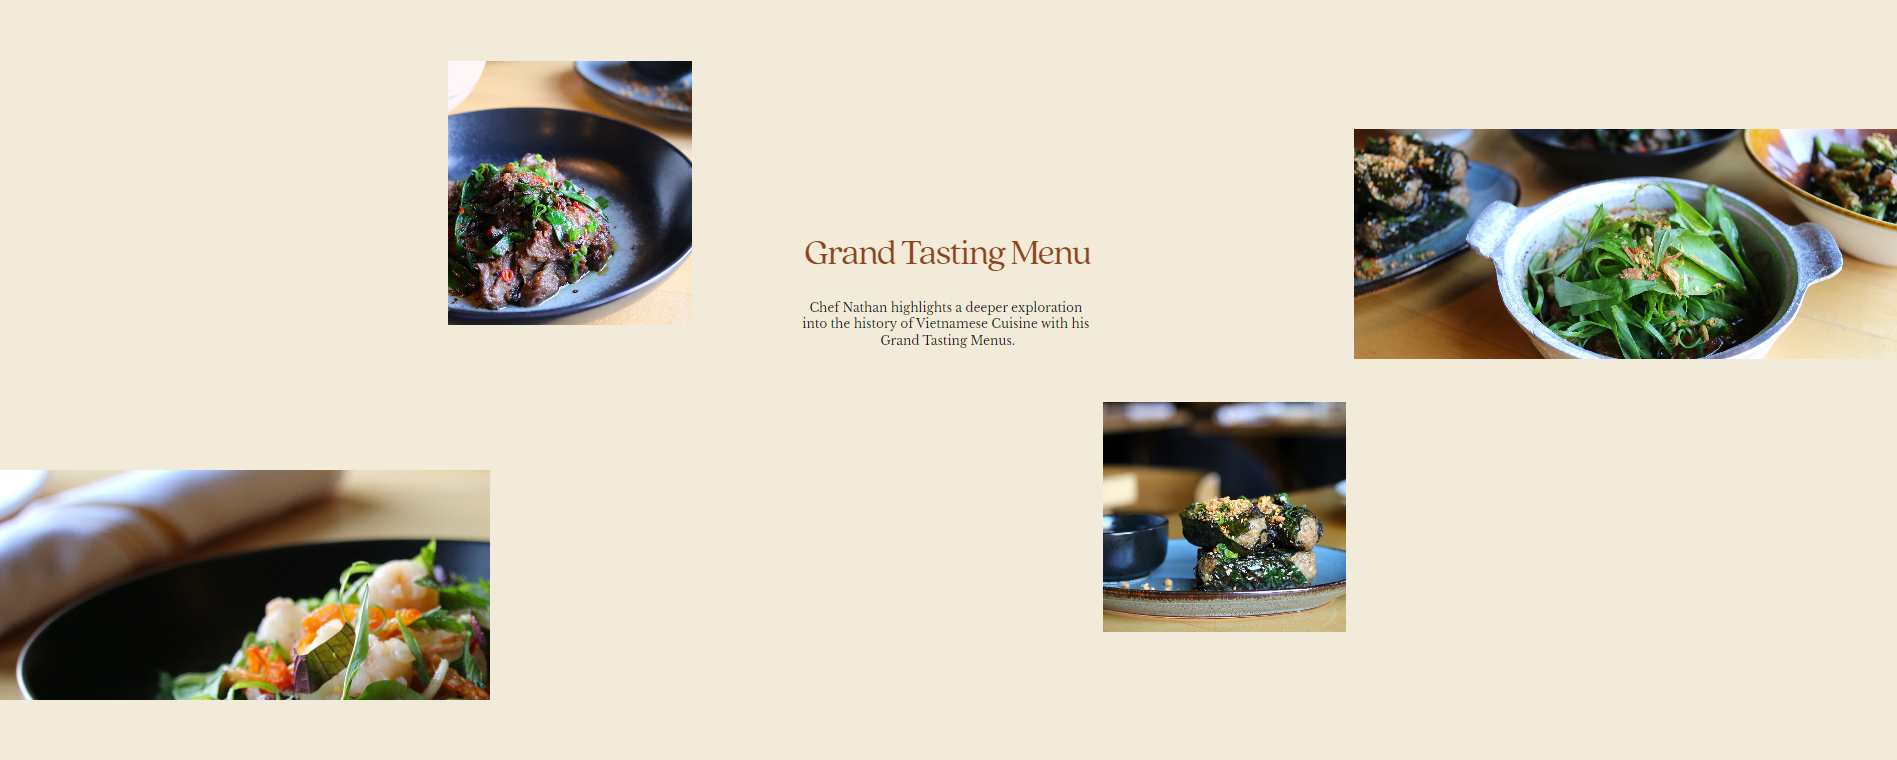 Grand Tasting Menu
Chef Nathan highlights a deeper exploration
into the history of Vietnamese Cuisine with his
Grand Tasting Menus.